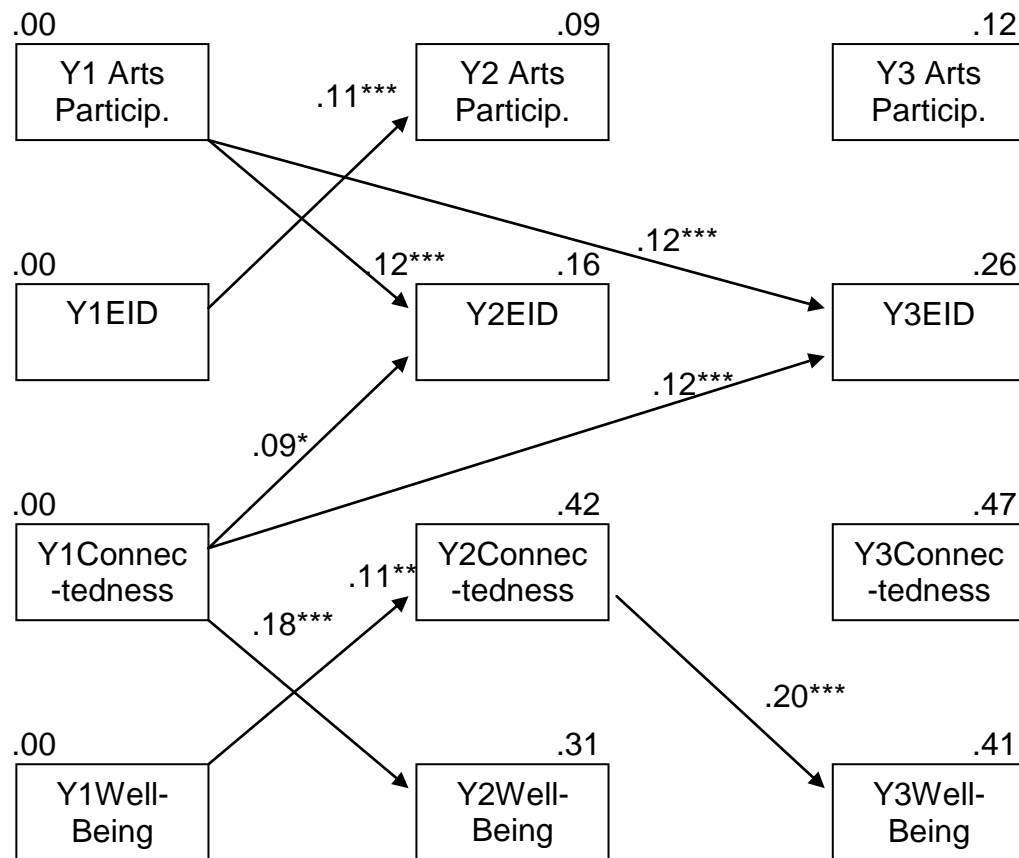 .00
.09
.12
Y1 Arts
Particip.
Y2 Arts
Particip.
Y3 Arts
Particip.
.11***
.00
.12***
.16
.12***
.26
Y1EID
Y2EID
Y3EID
.12***
.09*
.00
.42
.47
Y1Connec
-tedness
Y2Connec
-tedness
Y3Connec
-tedness
.11**
.18***
.20***
.00
.31
.41
Y1Well-
Being
Y2Well-
Being
Y3Well-
Being